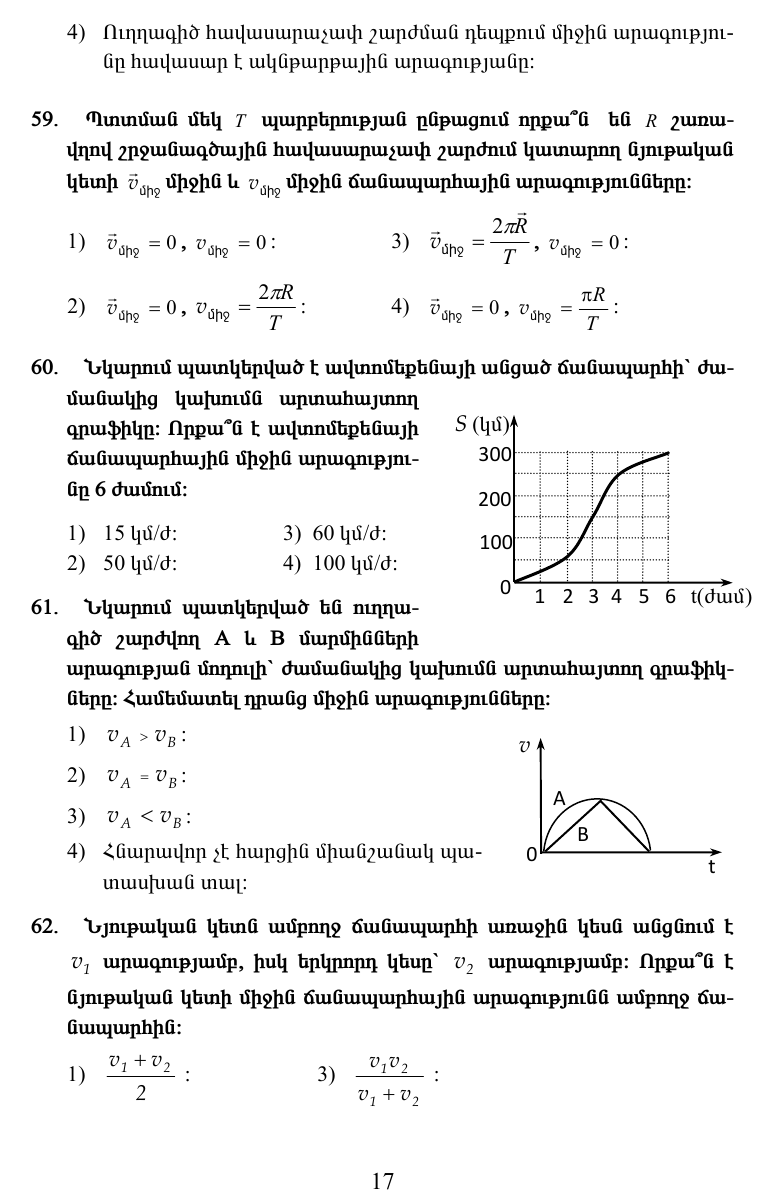 4) Ուղղագիծ հավասարաչափ շարժման դեպքում միջին արագությու-
նը հավասար է ակնթարթային արագությանը:
59. Պտտման մեկ T պարբերության ընթացում որքա՞ն են R շառա-
վղով շրջանագծային հավասարաչափ շարժում կատարող նյութական
կետի v⃗միջ միջին և vմիջ միջին ճանապարհային արագությունները:
1) v⃗միջ = 0, vմիջ = 0:
3) v⃗միջ = 2πR⃗/T, vմիջ = 0:
2) v⃗միջ = 0, vմիջ = 2πR/T:
4) v⃗միջ = 0, vմիջ = πR/T:
60. Նկարում պատկերված է ավտոմեքենայի անցած ճանապարհի՝ ժա-
մանակից կախումն արտահայտող
գրաֆիկը: Որքա՞ն է ավտոմեքենայի
ճանապարհային միջին արագությու-
նը 6 ժամում:
1) 15 կմ/ժ:
3) 60 կմ/ժ:
2) 50 կմ/ժ:
4) 100 կմ/ժ:
S (կմ)
300
200
100
0
1 2 3 4 5 6 t(ժամ)
61. Նկարում պատկերված են ուղղա-
գիծ շարժվող A և B մարմինների
արագության մոդուլի՝ ժամանակից կախումն արտահայտող գրաֆիկ-
ները: Համեմատել դրանց միջին արագությունները:
1) vA > vB:
2) vA = vB:
3) vA < vB:
4) Հնարավոր չէ հարցին միանշանակ պա-
տասխան տալ:
v
A
B
0
t
62. Նյութական կետն ամբողջ ճանապարհի առաջին կեսն անցնում է
v1 արագությամբ, իսկ երկրորդ կեսը՝ v2 արագությամբ: Որքա՞ն է
նյութական կետի միջին ճանապարհային արագությունն ամբողջ ճա-
նապարհին:
1) (v1 + v2)/2 :
3) v1v2/(v1 + v2) :
17